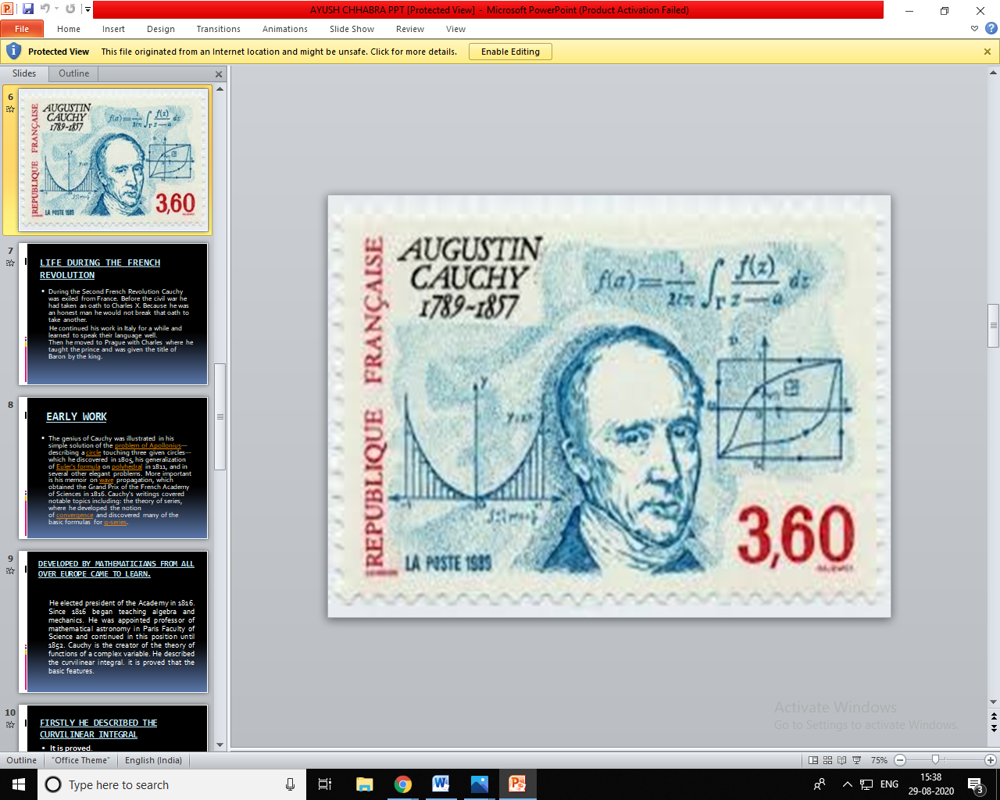 AYUSH CHHABRA PPT [Protected View] - Microsoft PowerPoint (Product Activation Failed)
File Home Insert Design Transitions Animations Slide Show Review View
Protected View This file originated from an Internet location and might be unsafe. Click for more details. Enable Editing
Slides Outline
6
AUGUSTIN
CAUCHY
1789-1857
REPUBLIQUE FRANÇAISE
3,60
LA POSTE 1989
7
LIFE DURING THE FRENCH
REVOLUTION
During the Second French Revolution Cauchy
was exiled from France. Before the civil war he
had taken an oath to Charles X. Because he was
an honest man he would not break that oath to
take another.
He continued his work in Italy for a while and
learned to speak their language well.
Then he moved to Prague with Charles where he
taught the prince and was given the title of
Baron by the king.
8
EARLY WORK
The genius of Cauchy was illustrated in his
simple solution of the problem of Apollonius—
describing a circle touching three given circles—
which he discovered in 1805, his generalization
of Euler's formula on polyhedral in 1811, and in
several other elegant problems. More important
is his memoir on wave propagation, which
obtained the Grand Prix of the French Academy
of Sciences in 1816. Cauchy's writings covered
notable topics including: the theory of series,
where he developed the notion
of convergence and discovered many of the
basic formulas for q-series.
9
DEVELOPED BY MATHEMATICIANS FROM ALL
OVER EUROPE CAME TO LEARN.
He elected president of the Academy in 1816.
Since 1816 began teaching algebra and
mechanics. He was appointed professor of
mathematical astronomy in Paris Faculty of
Science and continued in this position until
1852. Cauchy is the creator of the theory of
functions of a complex variable. He described
the curvilinear integral. it is proved that the
basic features.
10
FIRSTLY HE DESCRIBED THE
CURVILINEAR INTEGRAL
It is proved.
AUGUSTIN
CAUCHY
1789-1857
f(a)=1/2iπ ∫Γ f(z)/z-a dz
REPUBLIQUE FRANÇAISE
y
3,60
LA POSTE 1989
Activate Windows
Go to Settings to activate Windows.
Outline "Office Theme" English (India) 75%
Type here to search
ENG
15:38
29-08-2020
3